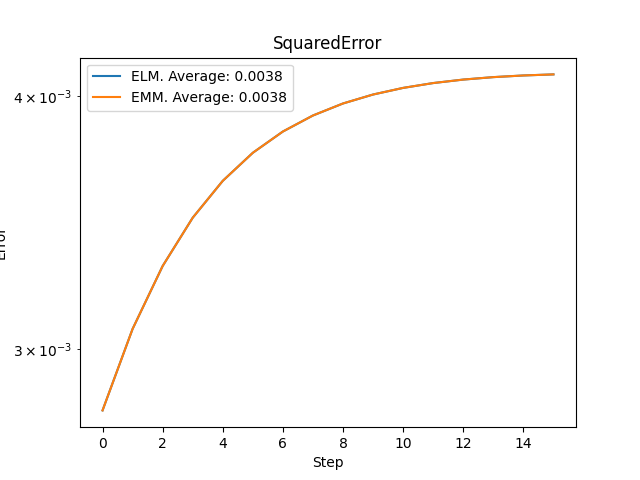 SquaredError
ELM. Average: 0.0038
EMM. Average: 0.0038
4 × 10⁻³
3 × 10⁻³
Error
0 2 4 6 8 10 12 14
Step